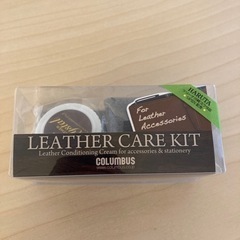 For
Leather
Accessories
LEATHER CARE KIT
Leather Conditioning Cream for accessories & stationery
COLUMBUS